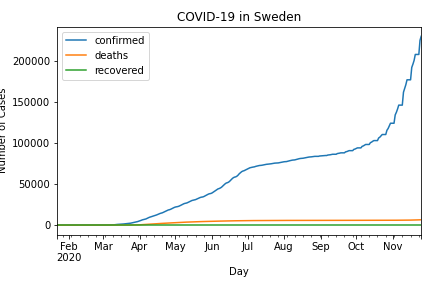 COVID-19 in Sweden
confirmed
deaths
recovered
200000
150000
100000
50000
0
Number of Cases
Feb Mar Apr May Jun Jul Aug Sep Oct Nov
2020
Day